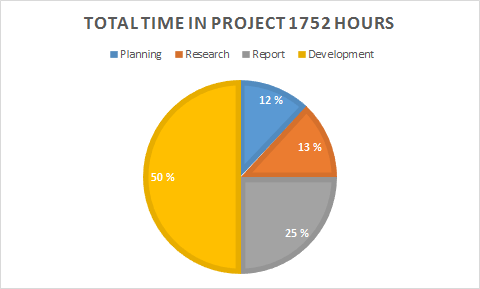 TOTAL TIME IN PROJECT 1752 HOURS
Planning Research Report Development
12 %
13 %
50 %
25 %